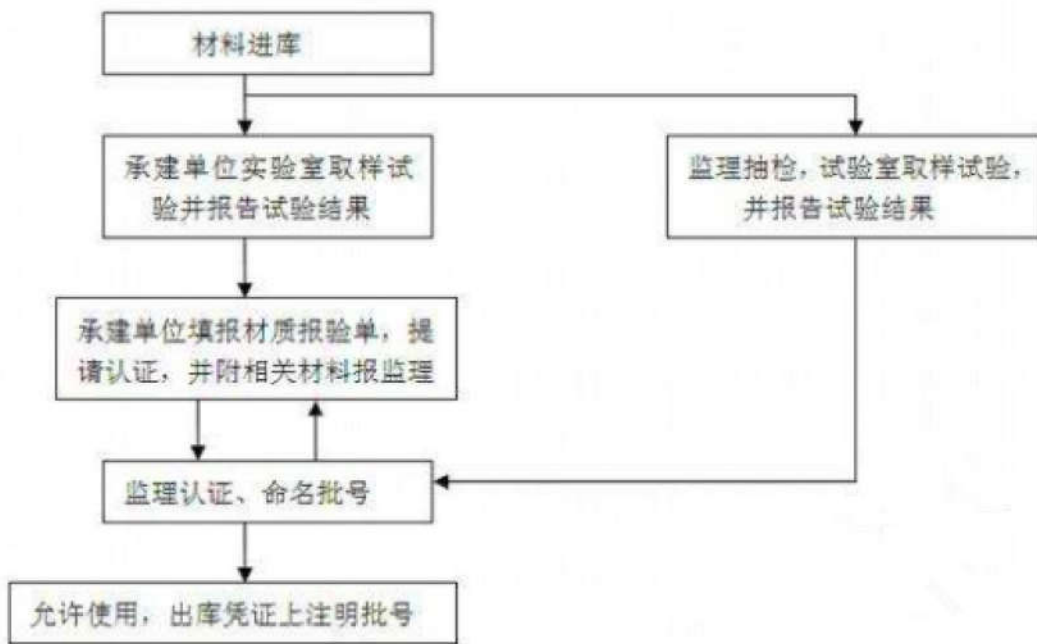 材料进库
承建单位实验室取样试
验并报告试验结果
监理抽检，试验室取样试验，
并报告试验结果
承建单位填报材质报验单，提
请认证，并附相关材料报监理
监理认证、命名批号
允许使用，出库凭证上注明批号